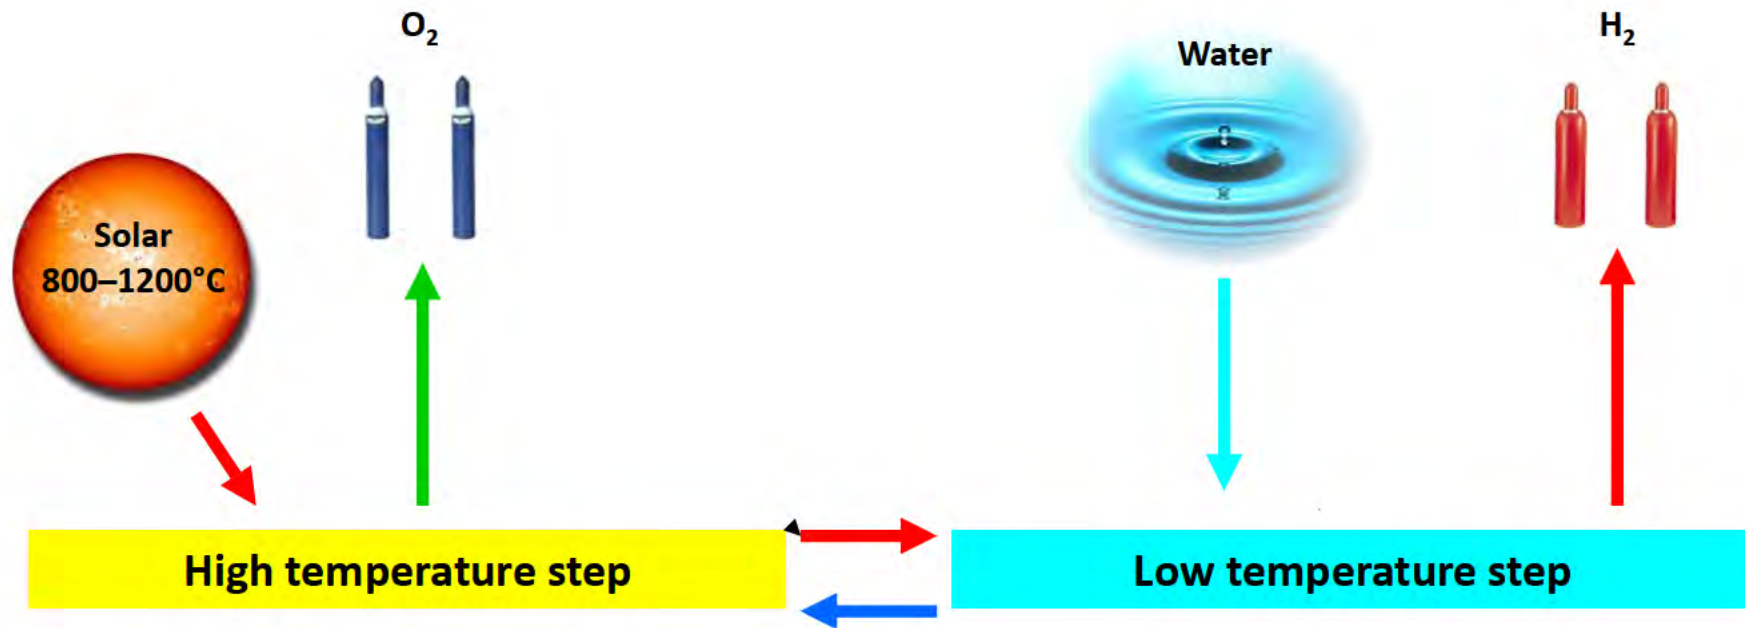 O₂
Water
H₂
Solar
800–1200°C
High temperature step
Low temperature step